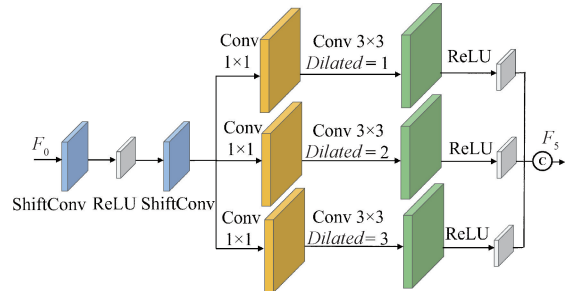 Conv
1×1
Conv 3×3
Dilated = 1
ReLU
F0
ShiftConv
ReLU
ShiftConv
Conv
1×1
Conv 3×3
Dilated = 2
ReLU
C
F5
Conv
1×1
Conv 3×3
Dilated = 3
ReLU